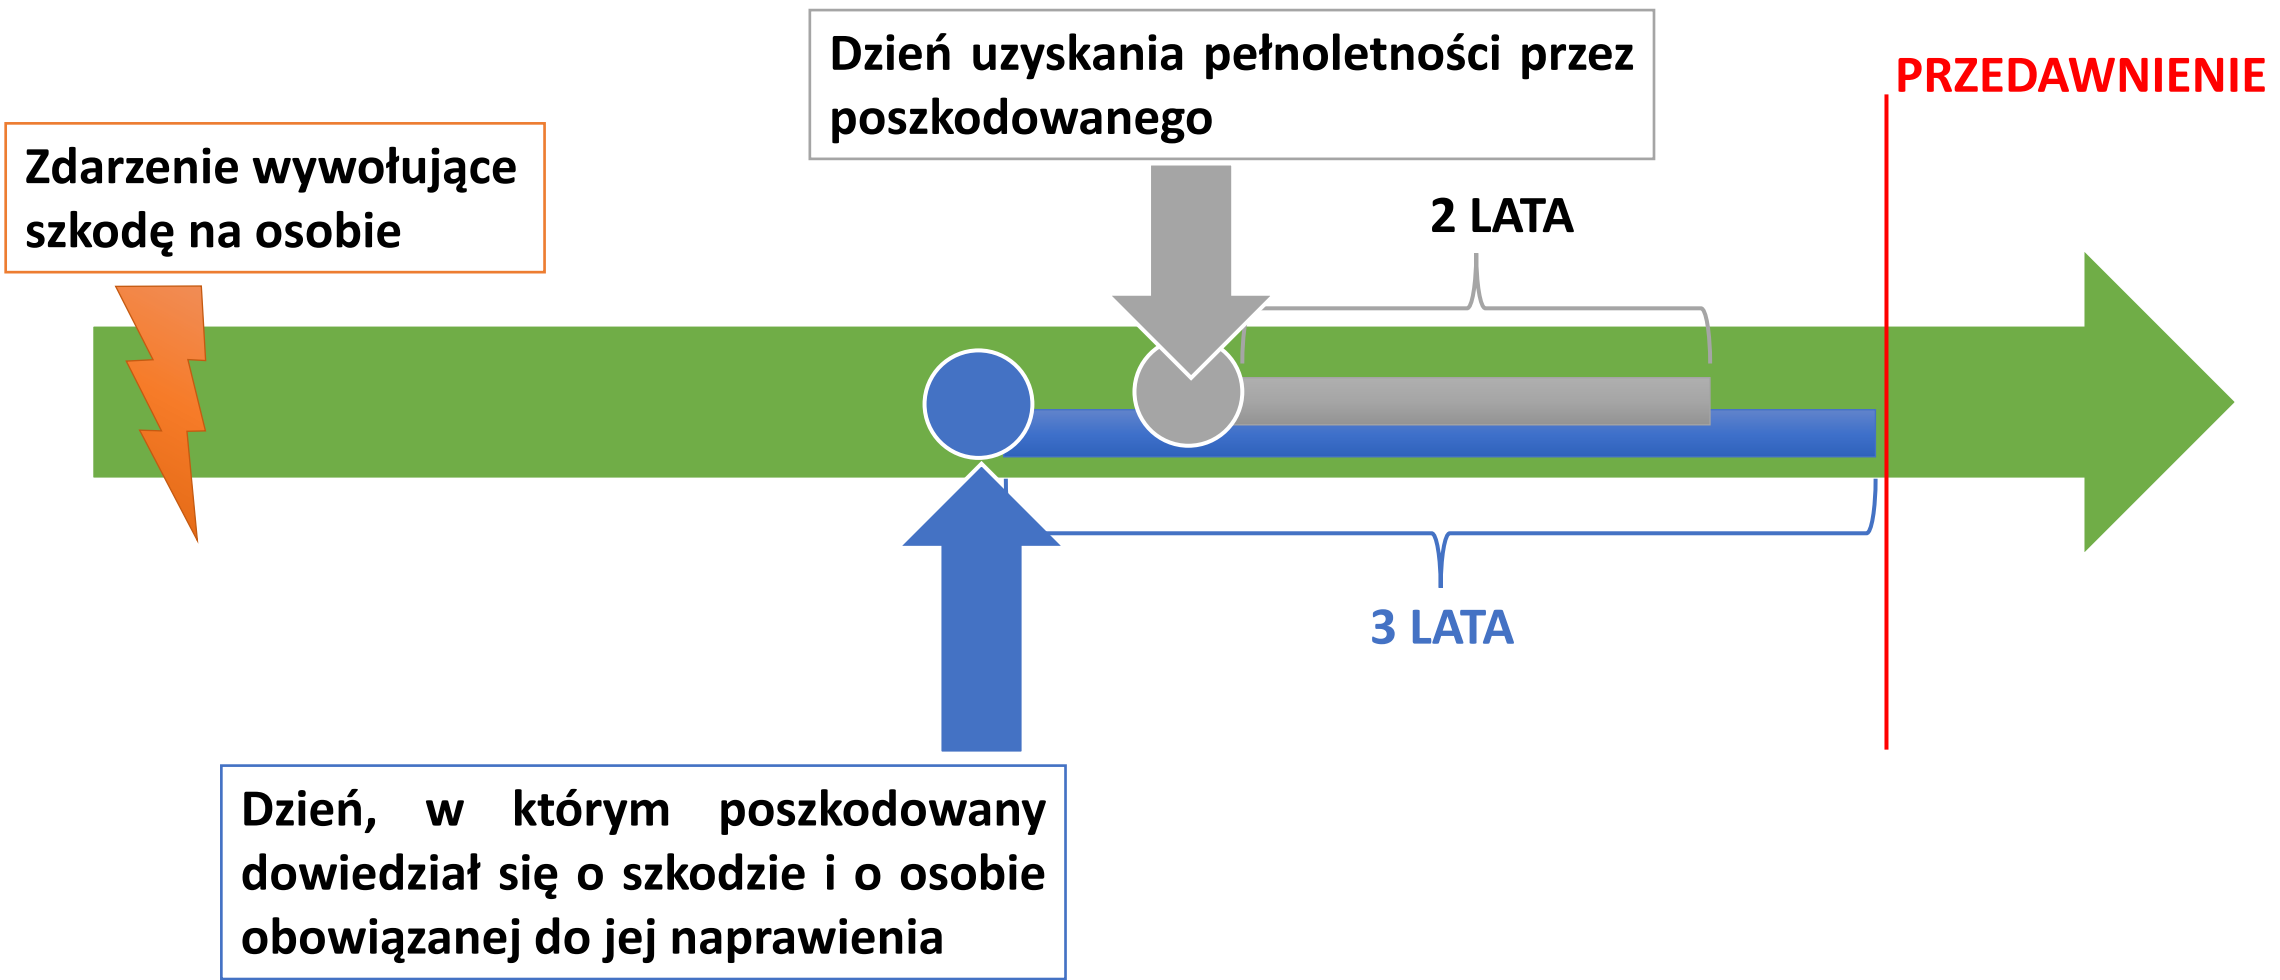 Dzień uzyskania pełnoletności przez
poszkodowanego
PRZEDAWNIENIE
Zdarzenie wywołujące
szkodę na osobie
2 LATA
3 LATA
Dzień, w którym poszkodowany
dowiedział się o szkodzie i o osobie
obowiązanej do jej naprawienia